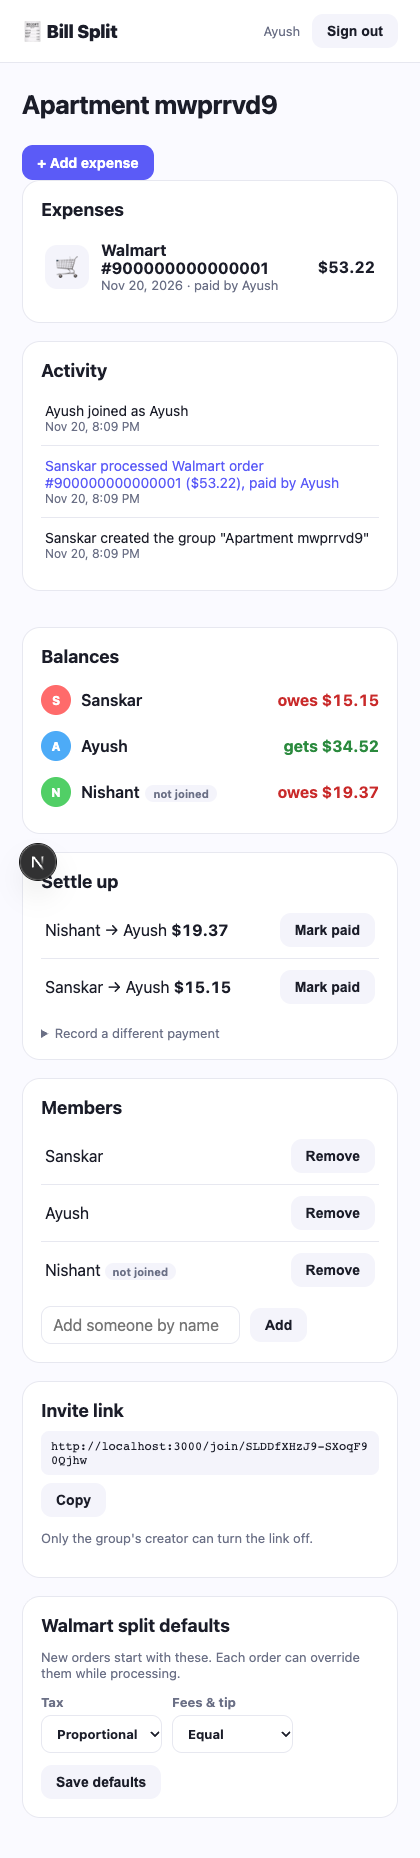 Bill Split
Ayush
Sign out
Apartment mwprrvd9
+ Add expense
Expenses
Walmart
#900000000000001
$53.22
Nov 20, 2026 · paid by Ayush
Activity
Ayush joined as Ayush
Nov 20, 8:09 PM
Sanskar processed Walmart order
#900000000000001 ($53.22), paid by Ayush
Nov 20, 8:09 PM
Sanskar created the group "Apartment mwprrvd9"
Nov 20, 8:09 PM
Balances
S Sanskar owes $15.15
A Ayush gets $34.52
N Nishant not joined owes $19.37
N
Settle up
Nishant → Ayush $19.37 Mark paid
Sanskar → Ayush $15.15 Mark paid
Record a different payment
Members
Sanskar Remove
Ayush Remove
Nishant not joined Remove
Add someone by name Add
Invite link
http://localhost:3000/join/SLDDfXHzJ9-SXoqF9
0Qjhw
Copy
Only the group's creator can turn the link off.
Walmart split defaults
New orders start with these. Each order can override
them while processing.
Tax Fees & tip
Proportional Equal
Save defaults